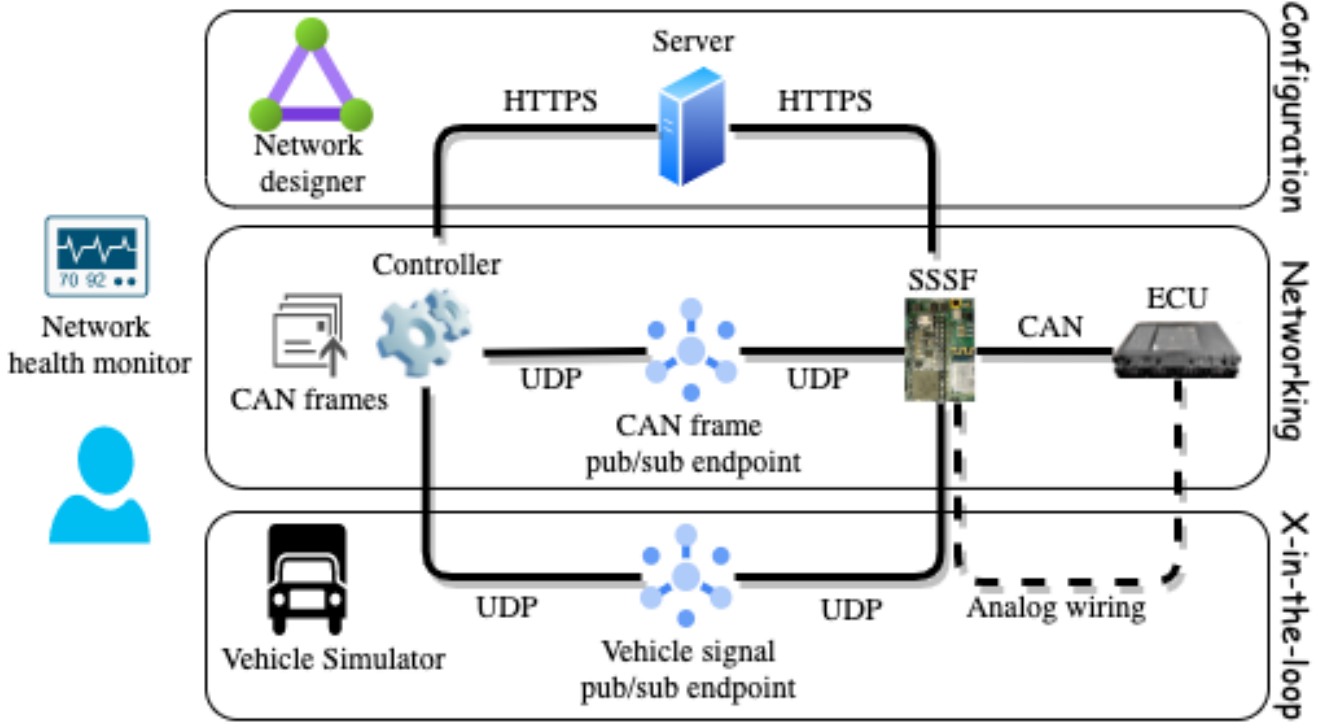 Configuration
Server
HTTPS
HTTPS
Network
designer
Networking
Controller
SSSF
ECU
CAN
70 92
Network
health monitor
UDP
UDP
CAN frames
CAN frame
pub/sub endpoint
X-in-the-loop
UDP
UDP
Analog wiring
Vehicle Simulator
Vehicle signal
pub/sub endpoint